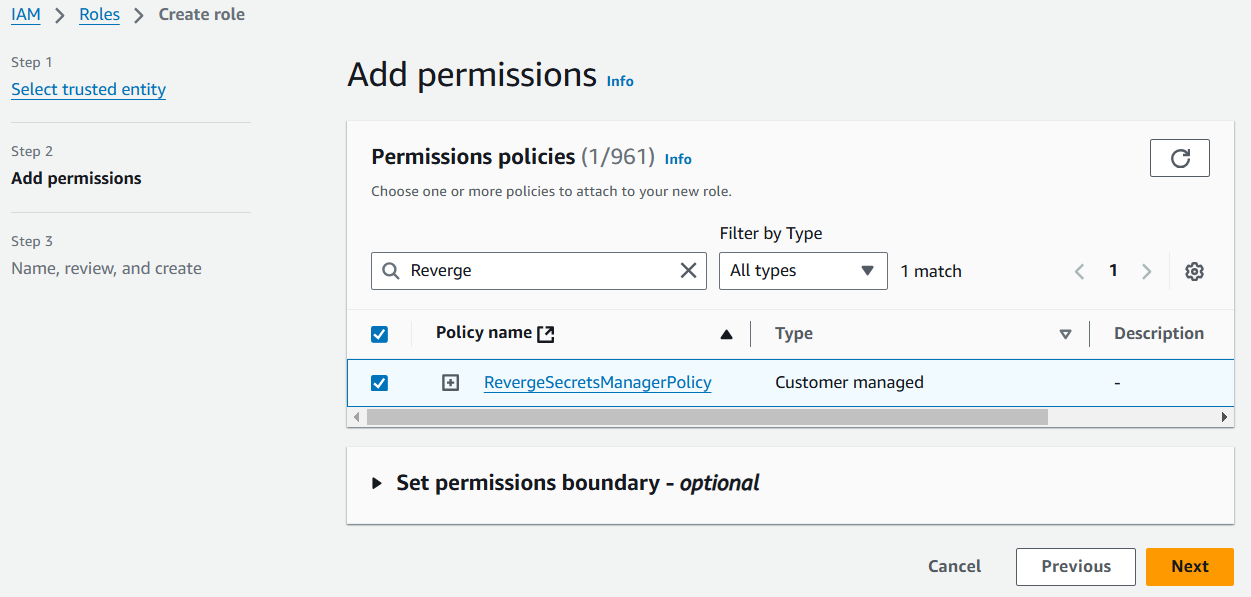 IAM > Roles > Create role
Step 1
Select trusted entity
Step 2
Add permissions
Step 3
Name, review, and create
Add permissions Info
Permissions policies (1/961) Info
Choose one or more policies to attach to your new role.
Filter by Type
Reverge All types 1 match 1
Policy name Type Description
RevergeSecretsManagerPolicy Customer managed -
Set permissions boundary - optional
Cancel Previous Next